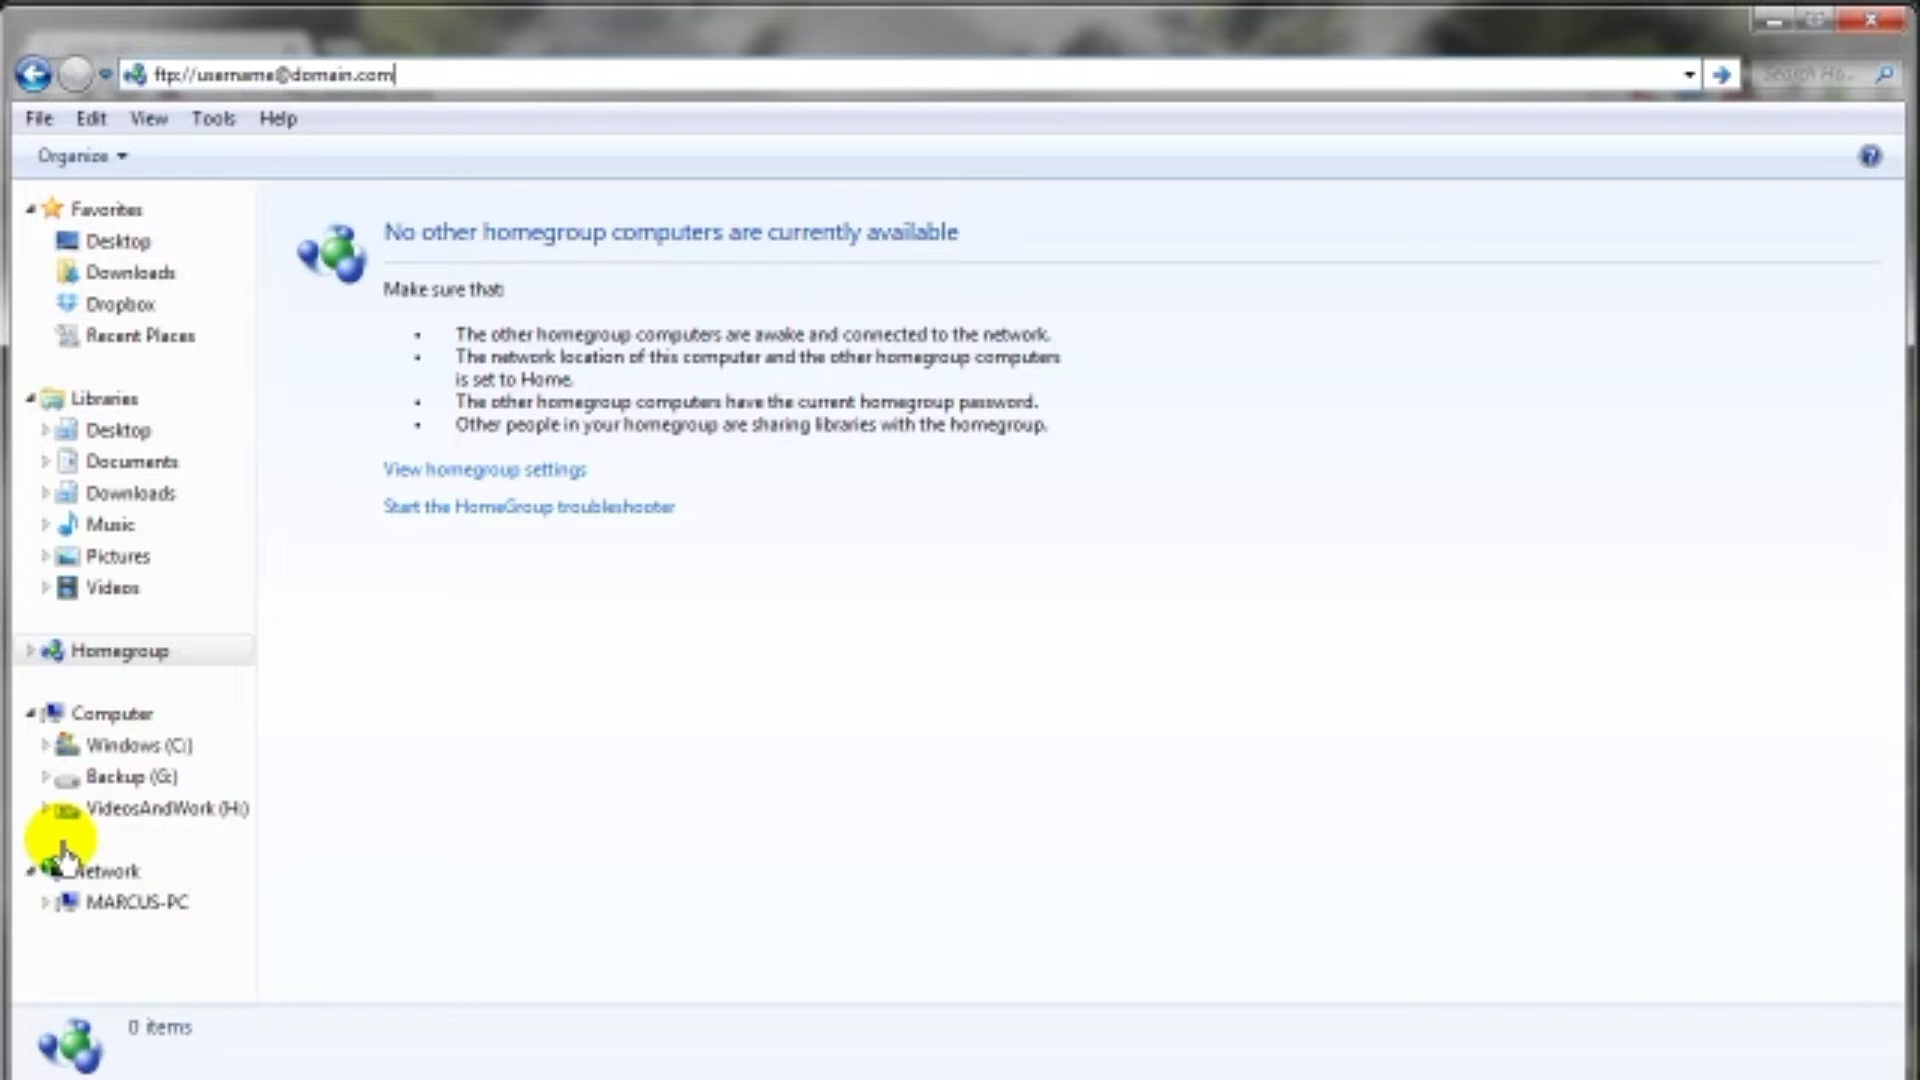 ftp://username@domain.com
Search Ho...
File Edit View Tools Help
Organize
Favorites
Desktop
Downloads
Dropbox
Recent Places
Libraries
Desktop
Documents
Downloads
Music
Pictures
Videos
Homegroup
Computer
Windows (C:)
Backup (G:)
VideosAndWork (H:)
Network
MARCUS-PC
No other homegroup computers are currently available
Make sure that:
• The other homegroup computers are awake and connected to the network.
• The network location of this computer and the other homegroup computers
is set to Home.
• The other homegroup computers have the current homegroup password.
• Other people in your homegroup are sharing libraries with the homegroup.
View homegroup settings
Start the HomeGroup troubleshooter
0 items